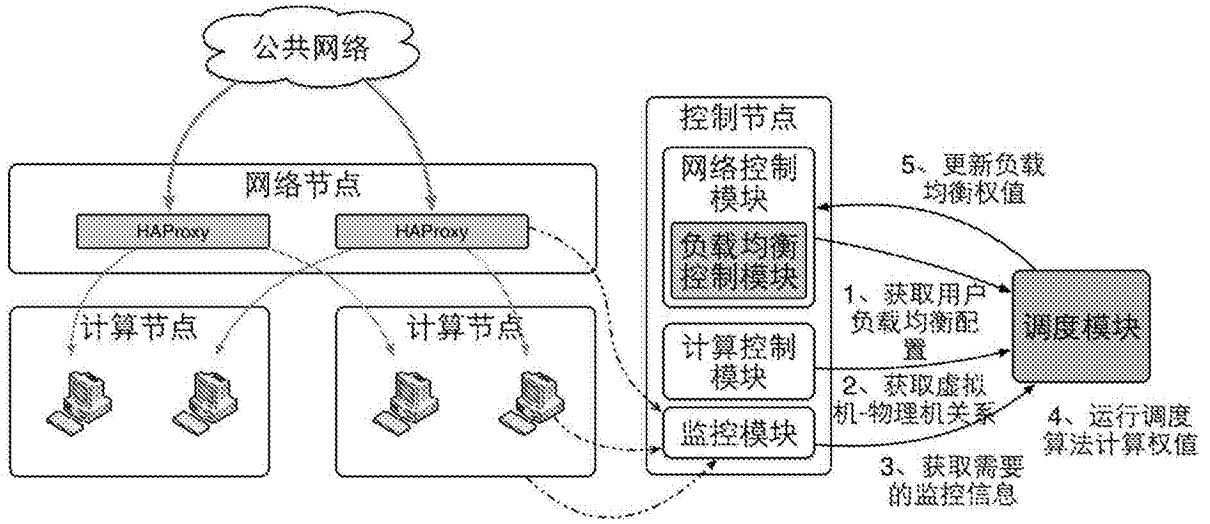 公共网络
网络节点
HAProxy
HAProxy
计算节点
计算节点
控制节点
网络控制
模块
负载均衡
控制模块
计算控制
模块
监控模块
5、更新负载
均衡权值
1、获取用户
负载均衡配
置
2、获取虚拟
机-物理机关系
3、获取需要
的监控信息
调度模块
4、运行调度
算法计算权值